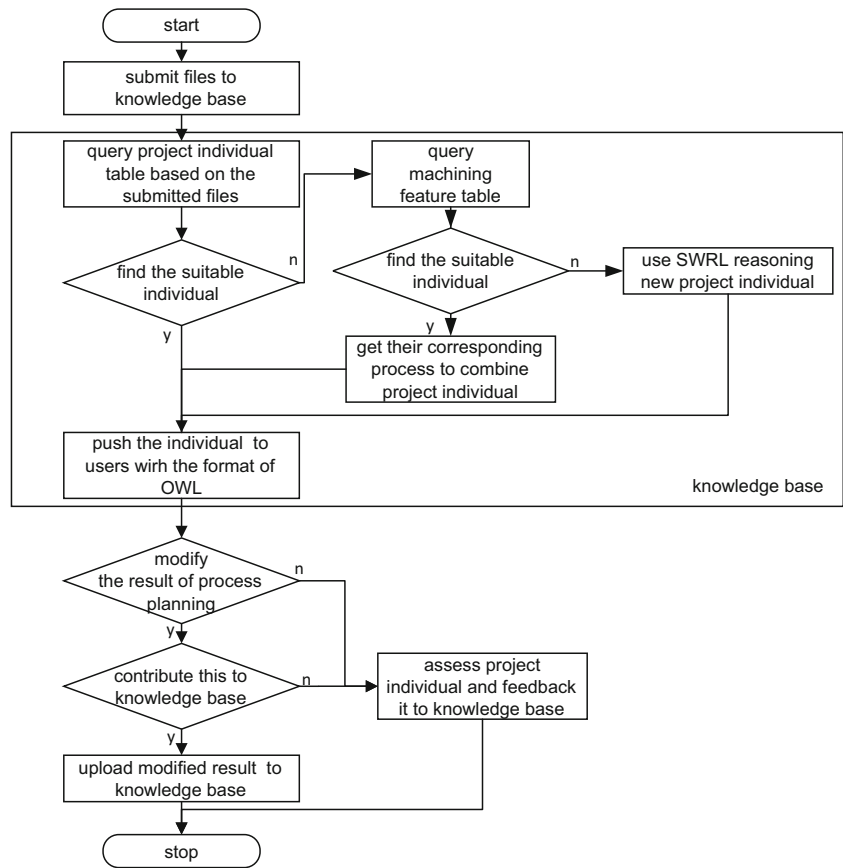 start
submit files to
knowledge base
query project individual
table based on the
submitted files
query
machining
feature table
n
find the suitable
individual
find the suitable
individual
n
use SWRL reasoning
new project individual
y
y
get their corresponding
process to combine
project individual
push the individual to
users wirh the format of
OWL
knowledge base
modify
the result of process
planning
n
y
contribute this to
knowledge base
n
assess project
individual and feedback
it to knowledge base
y
upload modified result to
knowledge base
stop